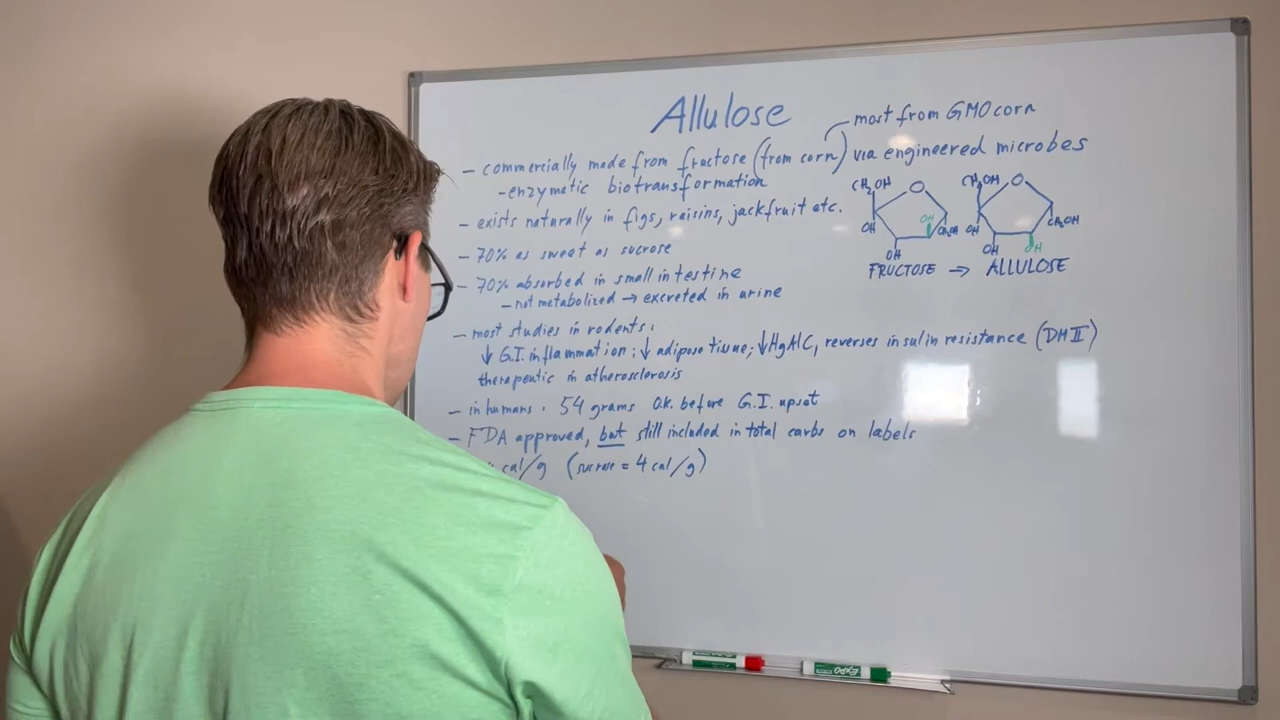 Allulose
most from GMO corn
- commercially made from fructose (from corn) via engineered microbes
- enzymatic biotransformation
- exists naturally in figs, raisins, jackfruit etc.
- 70% as sweet as sucrose
- 70% absorbed in small intestine
- not metabolized → excreted in urine
CH2OH O OH OH OH CH2OH
FRUCTOSE → ALLULOSE
CH2OH O OH OH OH CH2OH
- most studies in rodents:
↓ G.I. inflammation; ↓ adipose tissue; ↓ HgA1C, reverses insulin resistance (DM II)
therapeutic in atherosclerosis
- in humans: 54 grams O.K. before G.I. upset
- FDA approved, but still included in total carbs on labels
cal/g (sucrose = 4 cal/g)
EXPO